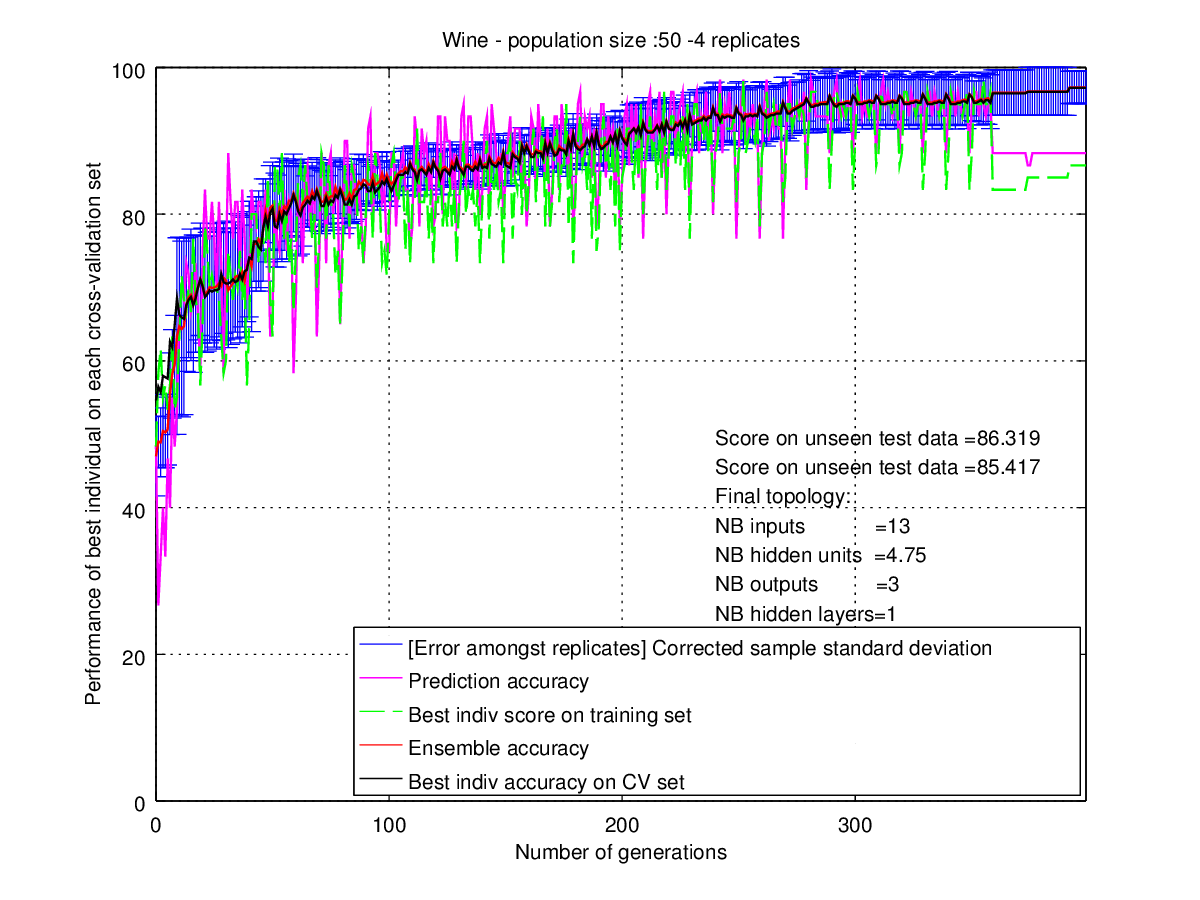 Wine - population size :50 -4 replicates
Performance of best individual on each cross-validation set
100
80
60
40
20
0
0
100
200
300
Number of generations
Score on unseen test data =86.319
Score on unseen test data =85.417
Final topology:
NB inputs =13
NB hidden units =4.75
NB outputs =3
NB hidden layers=1
[Error amongst replicates] Corrected sample standard deviation
Prediction accuracy
Best indiv score on training set
Ensemble accuracy
Best indiv accuracy on CV set